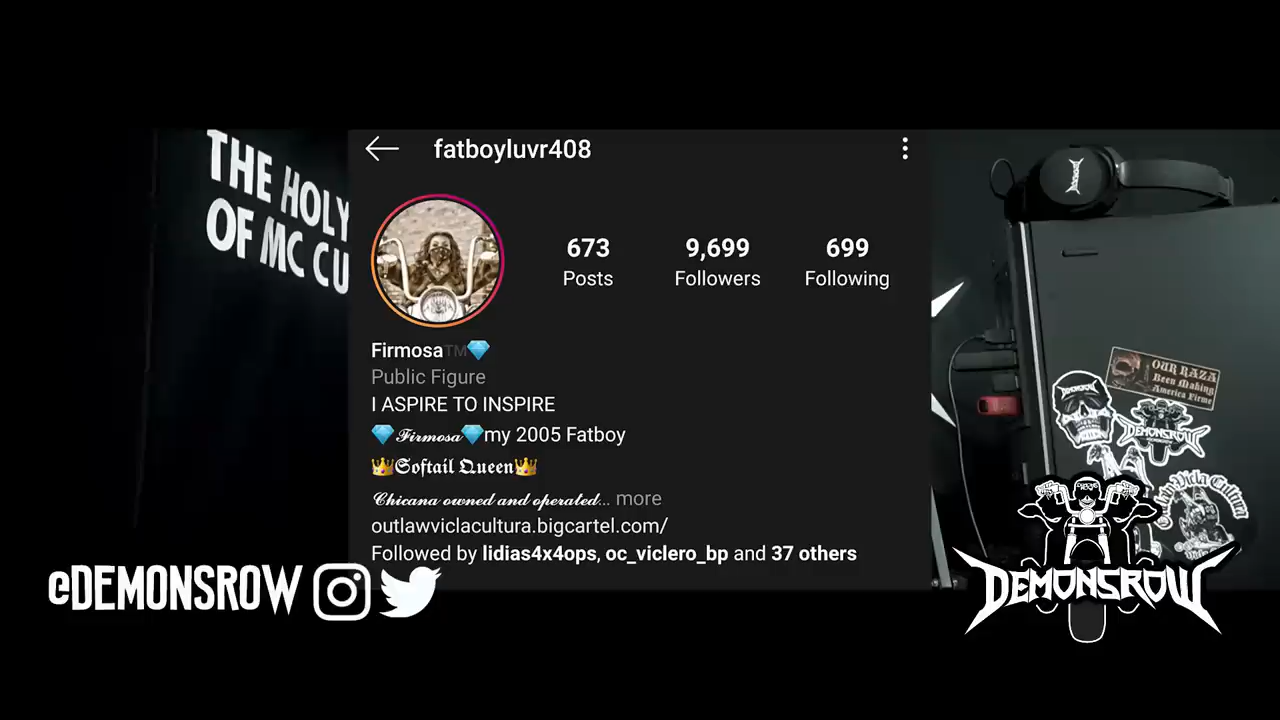 THE HOLY
OF MC CU
fatboyluvr408
673
Posts
9,699
Followers
699
Following
Firmosa™💎
Public Figure
I ASPIRE TO INSPIRE
💎𝓕𝓲𝓻𝓶𝓸𝓼𝓪💎my 2005 Fatboy
👑𝕾𝖔𝖋𝖙𝖆𝖎𝖑 𝕼𝖚𝖊𝖊𝖓👑
𝓒𝓱𝓲𝓬𝓪𝓷𝓪 𝓸𝔀𝓷𝓮𝓭 𝓪𝓷𝓭 𝓸𝓹𝓮𝓻𝓪𝓽𝓮𝓭... more
outlawviclacultura.bigcartel.com/
Followed by lidias4x4ops, oc_viclero_bp and 37 others
OUR RAZA
Been Making
America Firme
DEMONSROW
Vicla Cultura
@DEMONSROW
DEMONSROW